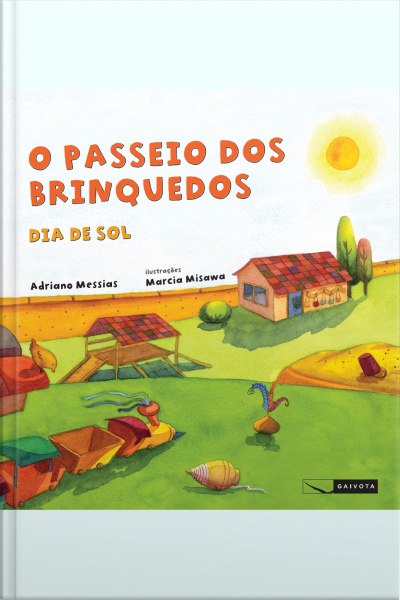 O PASSEIO DOS
BRINQUEDOS
DIA DE SOL
Adriano Messias
ilustrações
Marcia Misawa
GAIVOTA